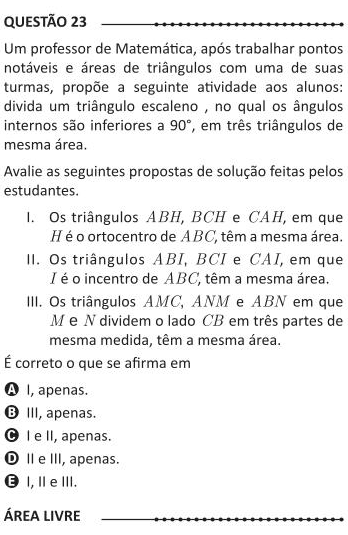 QUESTÃO 23
Um professor de Matemática, após trabalhar pontos
notáveis e áreas de triângulos com uma de suas
turmas, propõe a seguinte atividade aos alunos:
divida um triângulo escaleno , no qual os ângulos
internos são inferiores a 90°, em três triângulos de
mesma área.
Avalie as seguintes propostas de solução feitas pelos
estudantes.
I. Os triângulos ABH, BCH e CAH, em que
H é o ortocentro de ABC, têm a mesma área.
II. Os triângulos ABI, BCI e CAI, em que
I é o incentro de ABC, têm a mesma área.
III. Os triângulos AMC, ANM e ABN em que
M e N dividem o lado CB em três partes de
mesma medida, têm a mesma área.
É correto o que se afirma em
A I, apenas.
B III, apenas.
C I e II, apenas.
D II e III, apenas.
E I, II e III.
ÁREA LIVRE